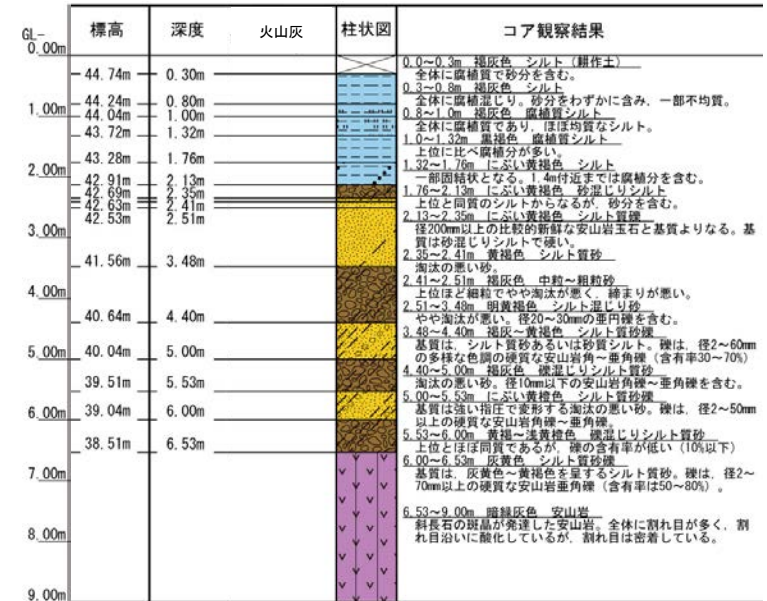 標高 深度 火山灰 柱状図 コア観察結果
GL-
0.00m
1.00m
2.00m
3.00m
4.00m
5.00m
6.00m
7.00m
8.00m
9.00m
44.74m 0.30m
44.24m 0.80m
44.04m 1.00m
43.72m 1.32m
43.28m 1.76m
42.91m 2.13m
42.69m 2.35m
42.63m 2.41m
42.53m 2.51m
41.56m 3.48m
40.64m 4.40m
40.04m 5.00m
39.51m 5.53m
39.04m 6.00m
38.51m 6.53m
0.0～0.3m 褐灰色 シルト（耕作土）
全体に腐植質で砂分を含む。
0.3～0.8m 褐灰色 シルト
全体に腐植混じり。砂分をわずかに含み、一部不均質。
0.8～1.0m 褐灰色 腐植質シルト
全体に腐植質であり、ほぼ均質なシルト。
1.0～1.32m 黒褐色 腐植質シルト
上位に比べ腐植分が多い。
1.32～1.76m にぶい黄褐色 シルト
一部固結状となる。1.4m付近までは腐植分を含む。
1.76～2.13m にぶい黄褐色 砂混じりシルト
上位と同質のシルトからなるが、砂分を含む。
2.13～2.35m にぶい黄褐色 シルト質礫
径200mm以上の比較的新鮮な安山岩玉石と基質よりなる。基
質は砂混じりシルトで硬い。
2.35～2.41m 黄褐色 シルト質砂
淘汰の悪い砂。
2.41～2.51m 褐灰色 中粒～粗粒砂
上位ほど細粒でやや淘汰が悪く、締まりが悪い。
2.51～3.48m 明黄褐色 シルト混じり砂
やや淘汰が悪い。径20～30mmの亜円礫を含む。
3.48～4.40m 褐灰～黄褐色 シルト質砂礫
基質は、シルト質砂あるいは砂質シルト。礫は、径2～60mm
の多様な色調の硬質な安山岩角～亜角礫（含有率30～70%）
4.40～5.00m 褐灰色 礫混じりシルト質砂
淘汰の悪い砂。径10mm以下の安山岩角礫～亜角礫を含む。
5.00～5.53m にぶい黄橙色 シルト質砂礫
基質は強い指圧で変形する淘汰の悪い砂。礫は、径2～50mm
以上の硬質な安山岩角礫～亜角礫。
5.53～6.00m 黄褐～浅黄橙色 礫混じりシルト質砂
上位とほぼ同質であるが、礫の含有率が低い（10%以下）
6.00～6.53m 灰黄色 シルト質砂礫
基質は、灰黄色～黄褐色を呈するシルト質砂。礫は、径2～
70mm以上の硬質な安山岩亜角礫（含有率は50～80%）。
6.53～9.00m 暗緑灰色 安山岩
斜長石の斑晶が発達した安山岩。全体に割れ目が多く、割
れ目沿いに酸化しているが、割れ目は密着している。